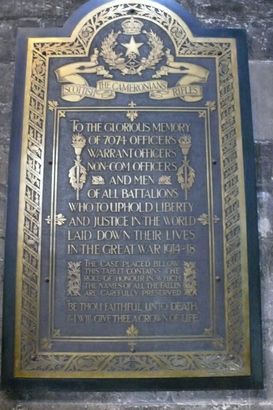 THE CAMERONIANS
SCOTTISH RIFLES
TO THE GLORIOUS MEMORY
OF 7074 OFFICERS
WARRANT OFFICERS
NON-COM OFFICERS
AND MEN
OF ALL BATTALIONS
WHO TO UPHOLD LIBERTY
AND JUSTICE IN THE WORLD
LAID DOWN THEIR LIVES
IN THE GREAT WAR 1914-18
THE CASE PLACED BELOW
THIS TABLET CONTAINS THE
ROLL OF HONOUR IN WHICH
THE NAMES OF ALL THE FALLEN
ARE CAREFULLY PRESERVED
BE THOU FAITHFUL UNTO DEATH
& I WILL GIVE THEE A CROWN OF LIFE